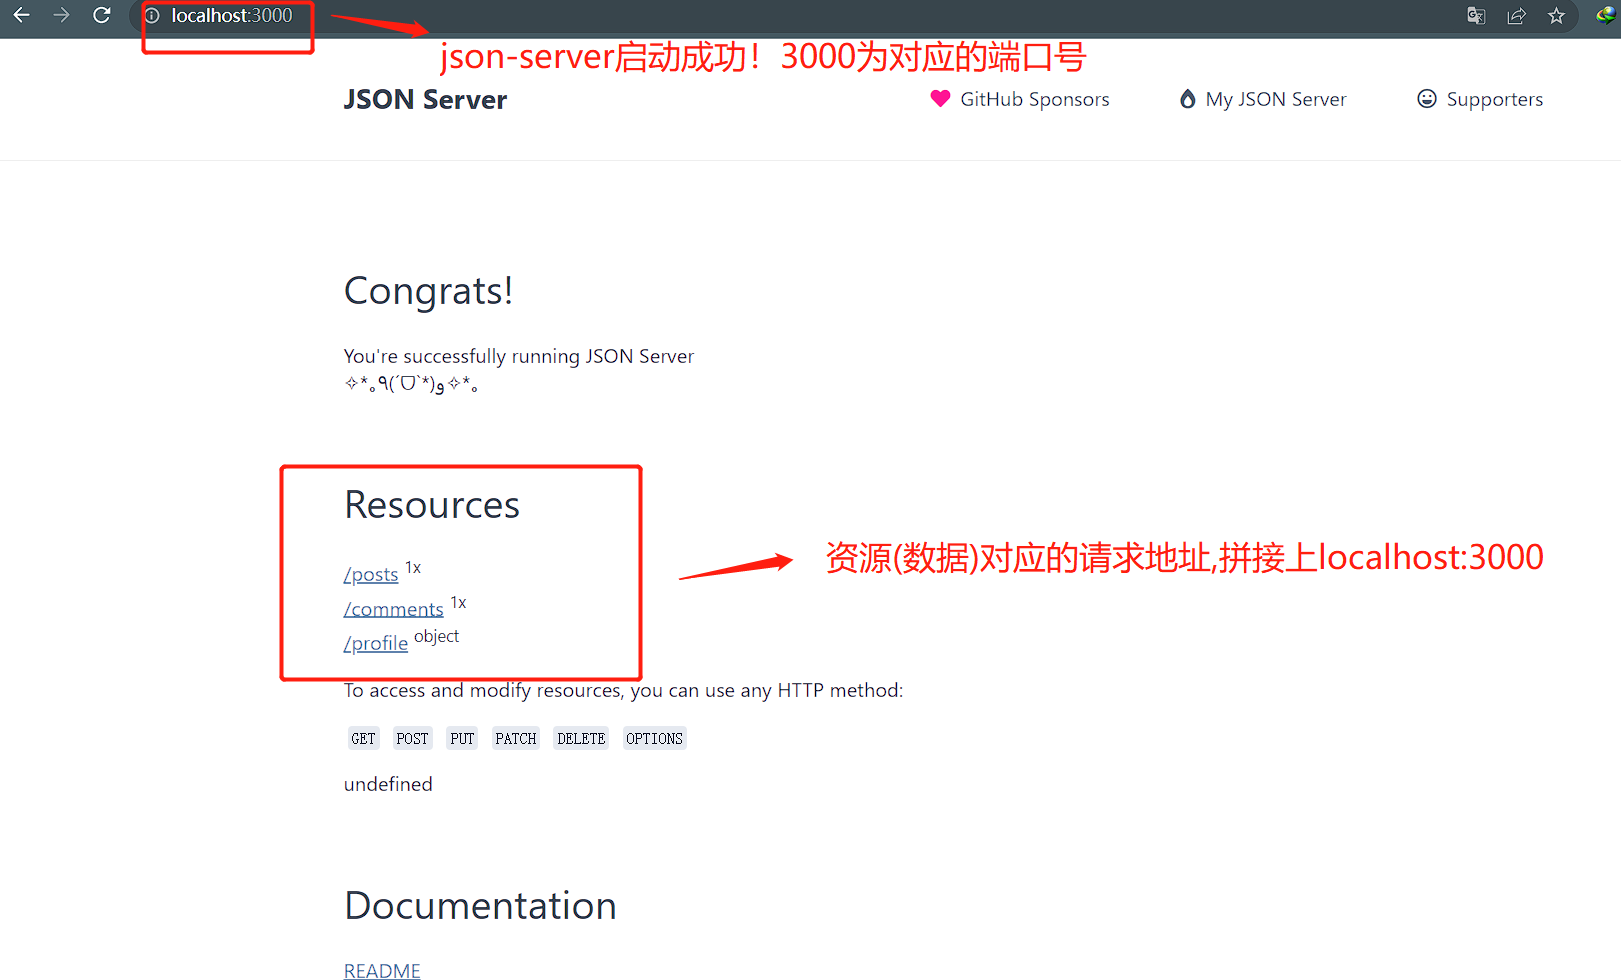 localhost:3000
json-server启动成功！3000为对应的端口号
JSON Server
GitHub Sponsors
My JSON Server
Supporters
Congrats!
You're successfully running JSON Server
✧*｡٩(ˊᗜˋ*)و✧*｡
Resources
/posts 1x
/comments 1x
/profile object
资源(数据)对应的请求地址,拼接上localhost:3000
To access and modify resources, you can use any HTTP method:
GET POST PUT PATCH DELETE OPTIONS
undefined
Documentation
README